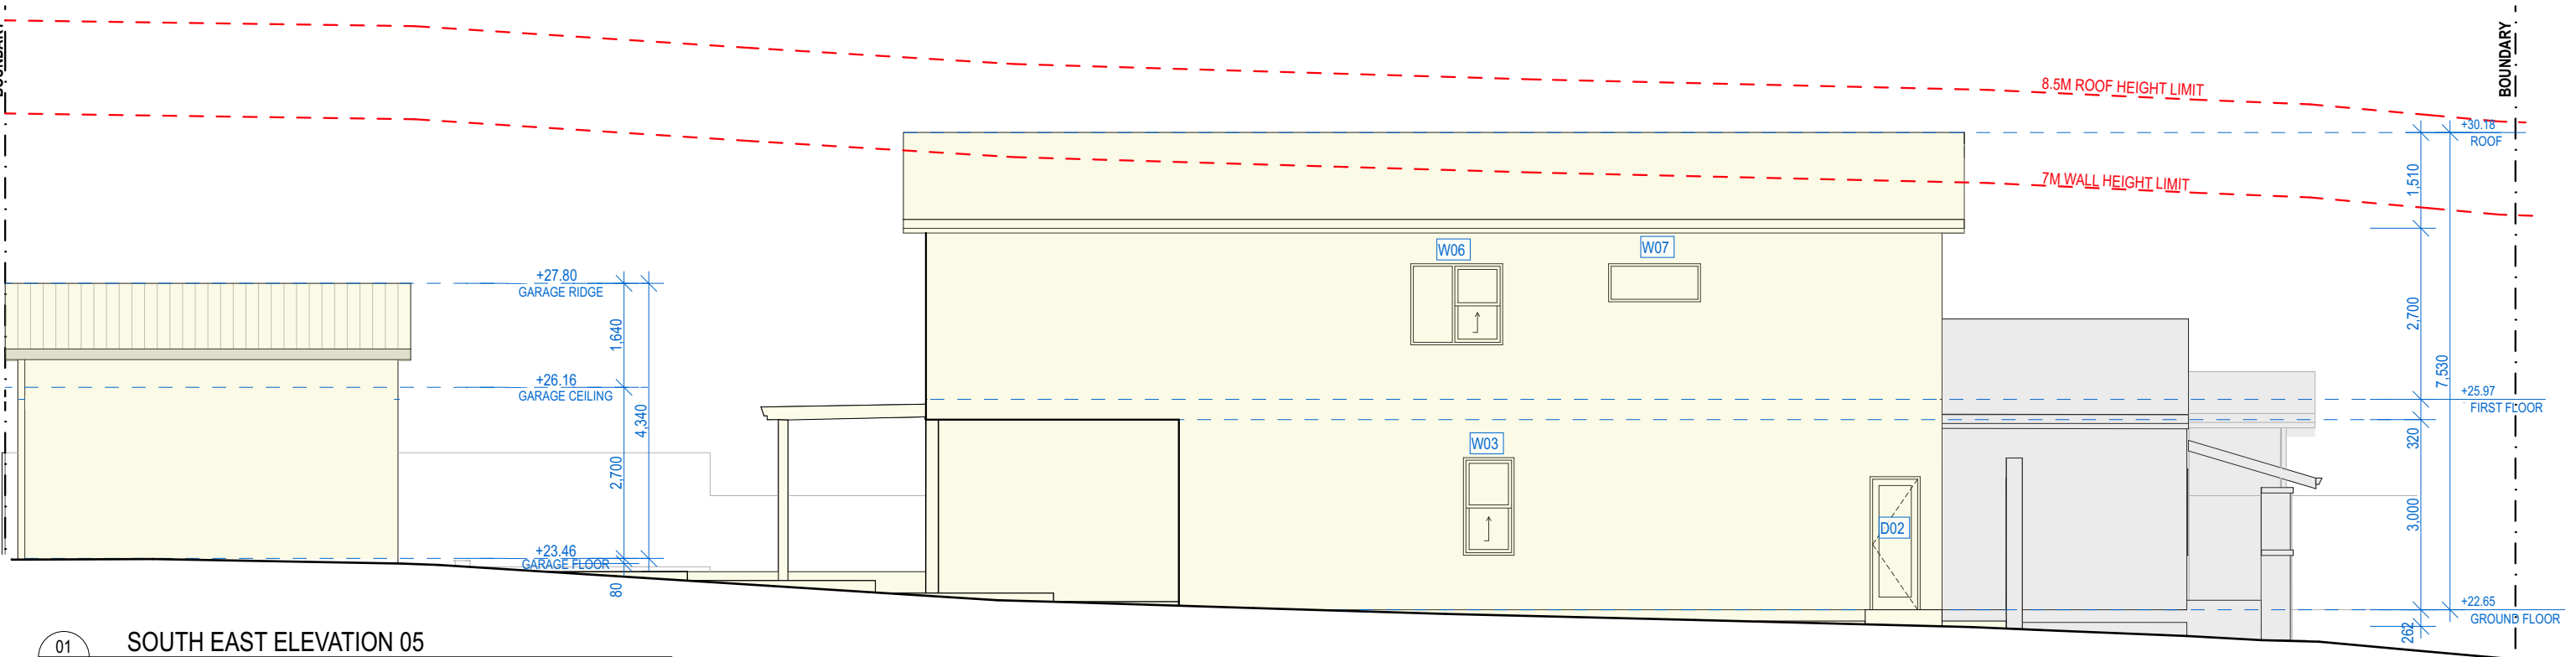 BOUNDARY
BOUNDARY
8.5M ROOF HEIGHT LIMIT
+30.18
ROOF
7M WALL HEIGHT LIMIT
1,510
W06
W07
+27.80
GARAGE RIDGE
2,700
1,640
7,530
+26.16
GARAGE CEILING
+25.97
FIRST FLOOR
4,340
320
W03
2,700
3,000
D02
+23.46
GARAGE FLOOR
80
+22.65
GROUND FLOOR
262
01
SOUTH EAST ELEVATION 05